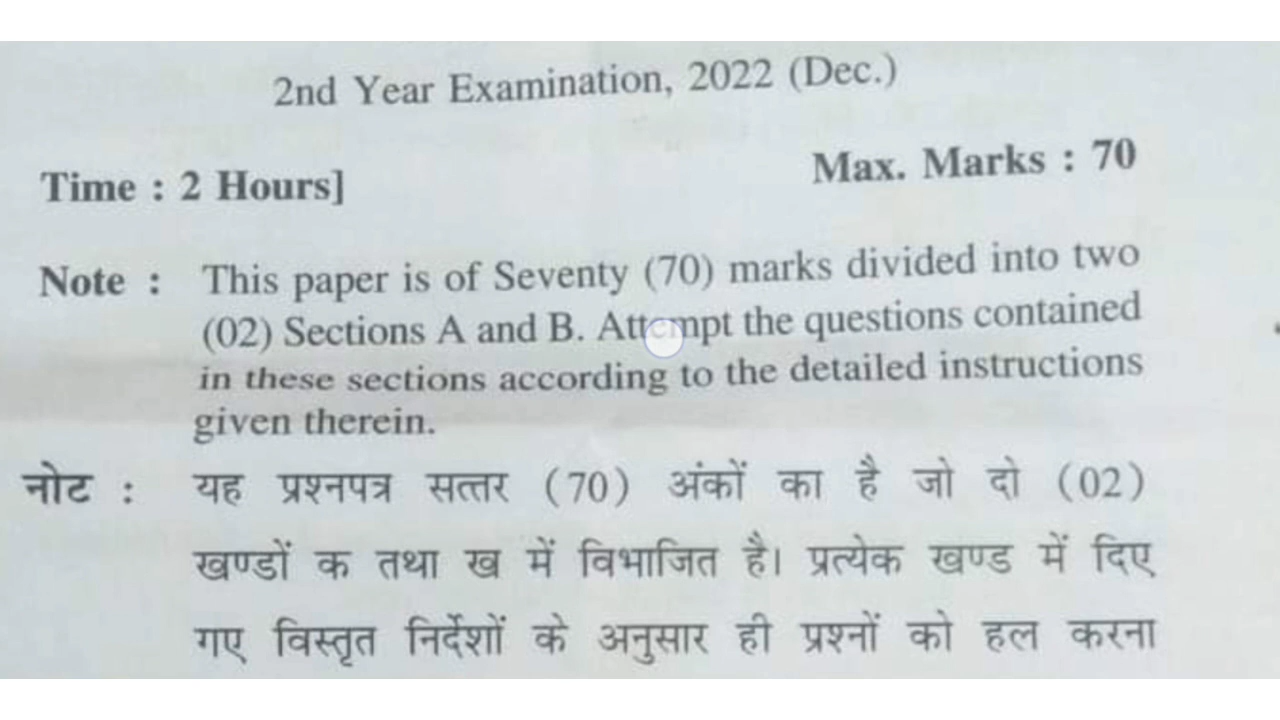 2nd Year Examination, 2022 (Dec.)
Time : 2 Hours]
Max. Marks : 70
Note : This paper is of Seventy (70) marks divided into two
(02) Sections A and B. Attempt the questions contained
in these sections according to the detailed instructions
given therein.
नोट : यह प्रश्नपत्र सत्तर (70) अंकों का है जो दो (02)
खण्डों क तथा ख में विभाजित है। प्रत्येक खण्ड में दिए
गए विस्तृत निर्देशों के अनुसार ही प्रश्नों को हल करना